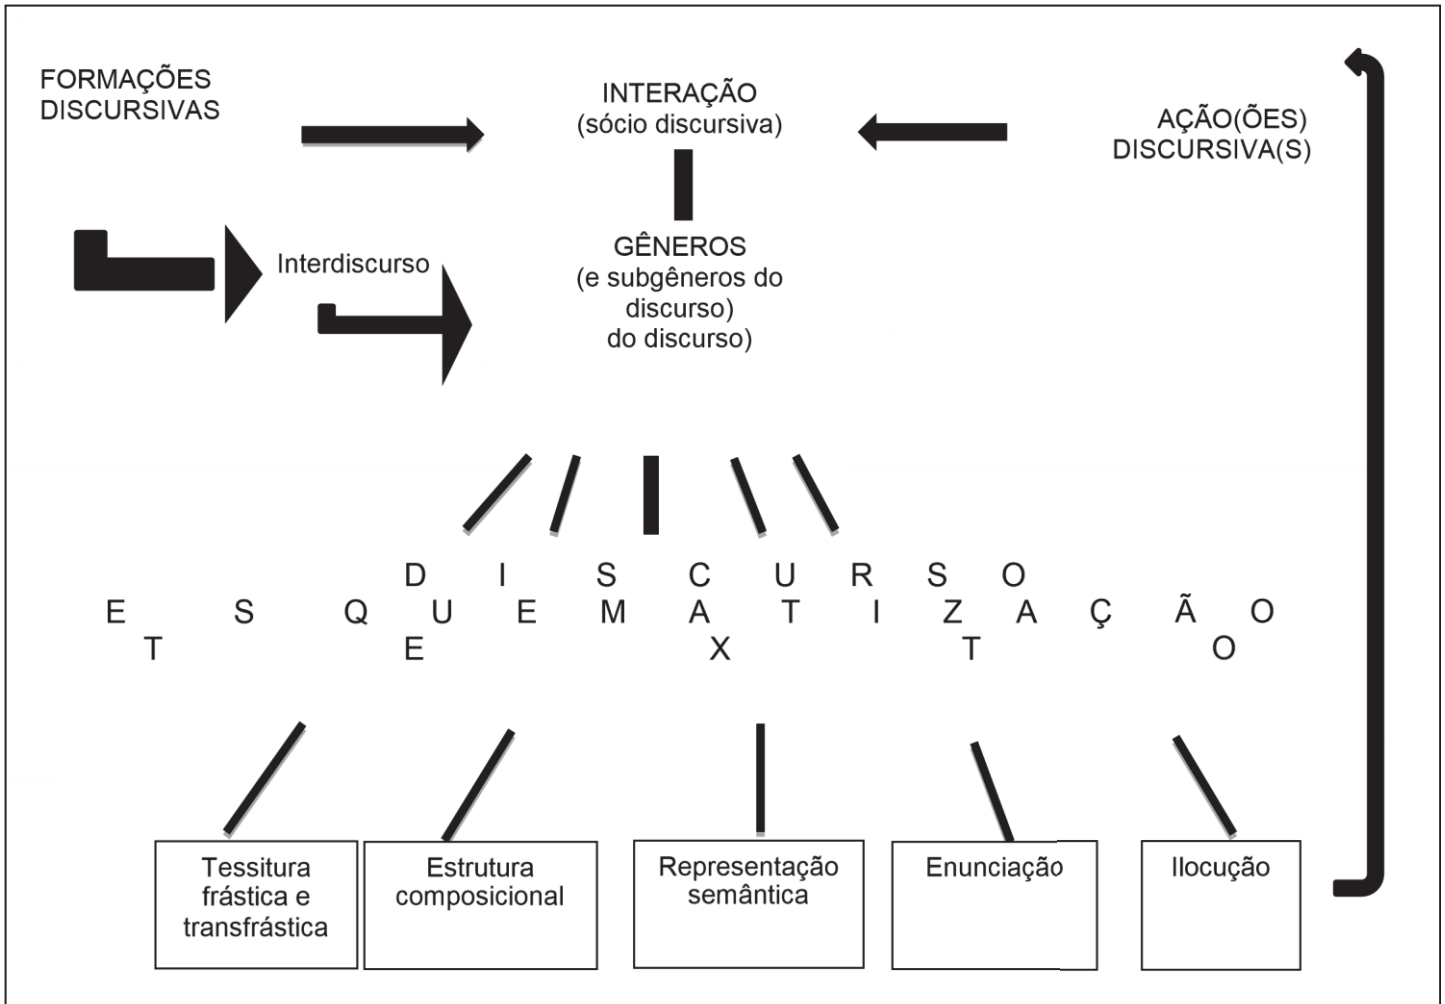 FORMAÇÕES
DISCURSIVAS
INTERAÇÃO
(sócio discursiva)
AÇÃO(ÕES)
DISCURSIVA(S)
Interdiscurso
GÊNEROS
(e subgêneros do
discurso)
do discurso)
D I S C U R S O
E S Q U E M A T I Z A Ç Ã O
T E X T O
Tessitura
frástica e
transfrástica
Estrutura
composicional
Representação
semântica
Enunciação
Ilocução